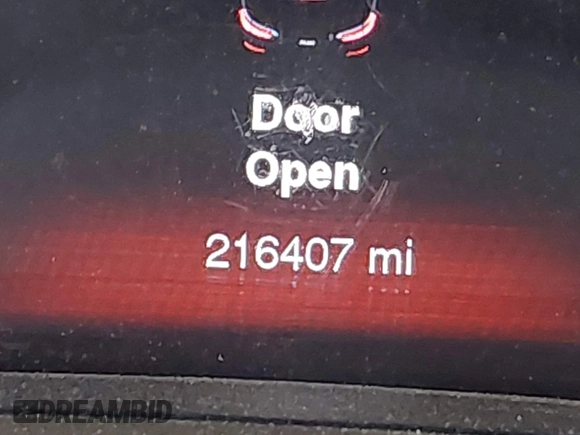 Door
Open
216407 mi
DREAMBID